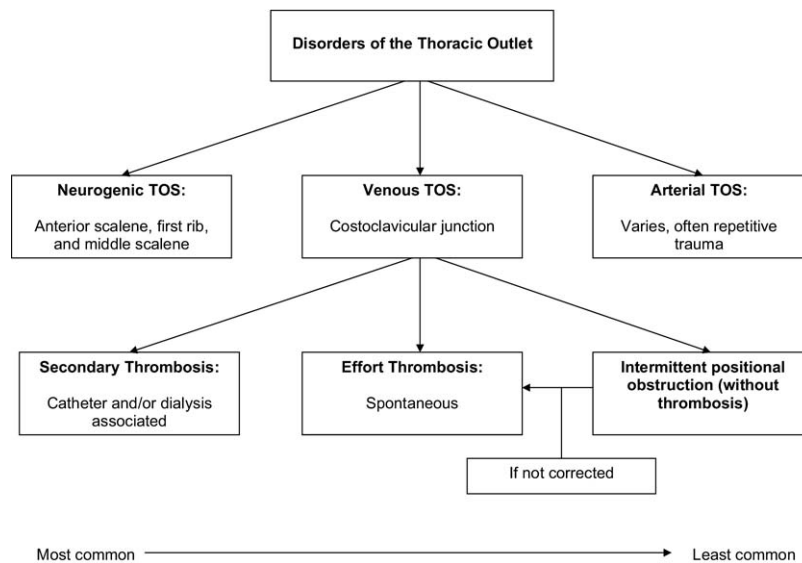 Disorders of the Thoracic Outlet
Neurogenic TOS:
Anterior scalene, first rib,
and middle scalene
Venous TOS:
Costoclavicular junction
Arterial TOS:
Varies, often repetitive
trauma
Secondary Thrombosis:
Catheter and/or dialysis
associated
Effort Thrombosis:
Spontaneous
Intermittent positional
obstruction (without
thrombosis)
If not corrected
Most common
Least common